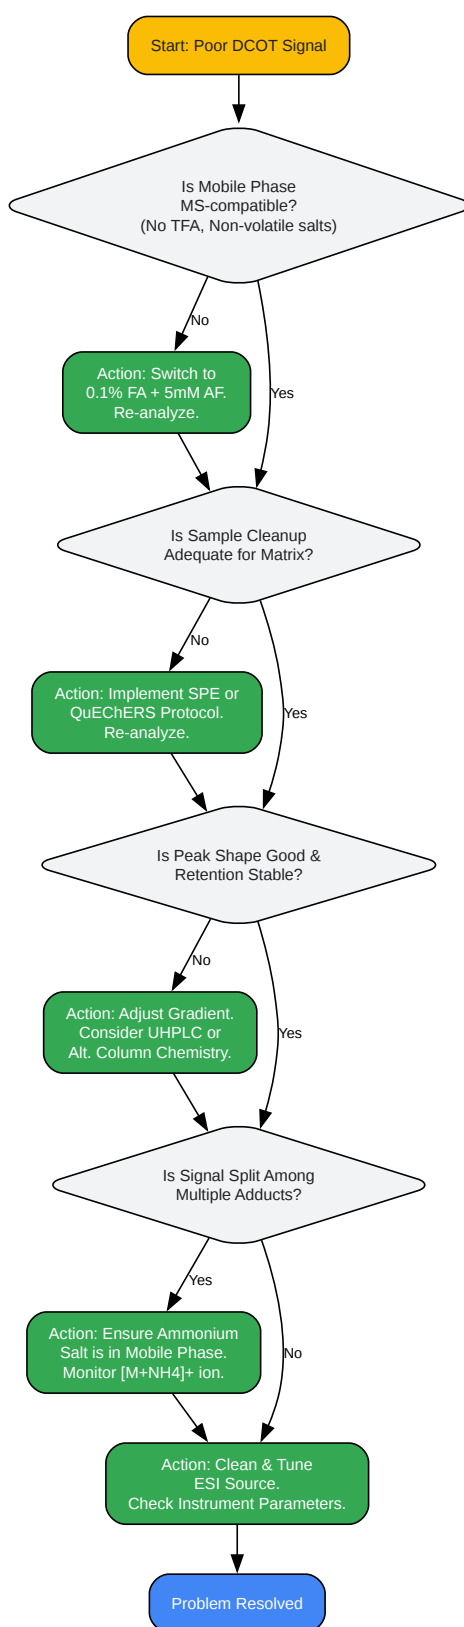 Start: Poor DCOT Signal
Is Mobile Phase
MS-compatible?
(No TFA, Non-volatile salts)
No
Action: Switch to
0.1% FA + 5mM AF.
Re-analyze.
Yes
Is Sample Cleanup
Adequate for Matrix?
No
Action: Implement SPE or
QuEChERS Protocol.
Re-analyze.
Yes
Is Peak Shape Good &
Retention Stable?
No
Action: Adjust Gradient.
Consider UHPLC or
Alt. Column Chemistry.
Yes
Is Signal Split Among
Multiple Adducts?
Yes
Action: Ensure Ammonium
Salt is in Mobile Phase.
Monitor [M+NH4]+ ion.
No
Action: Clean & Tune
ESI Source.
Check Instrument Parameters.
Problem Resolved